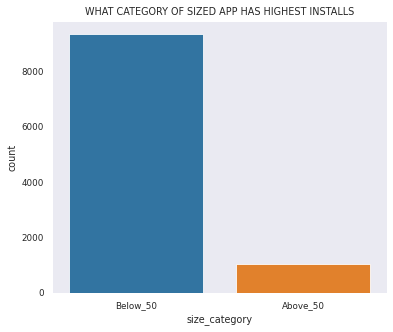 WHAT CATEGORY OF SIZED APP HAS HIGHEST INSTALLS
8000
6000
4000
2000
0
count
Below_50
Above_50
size_category